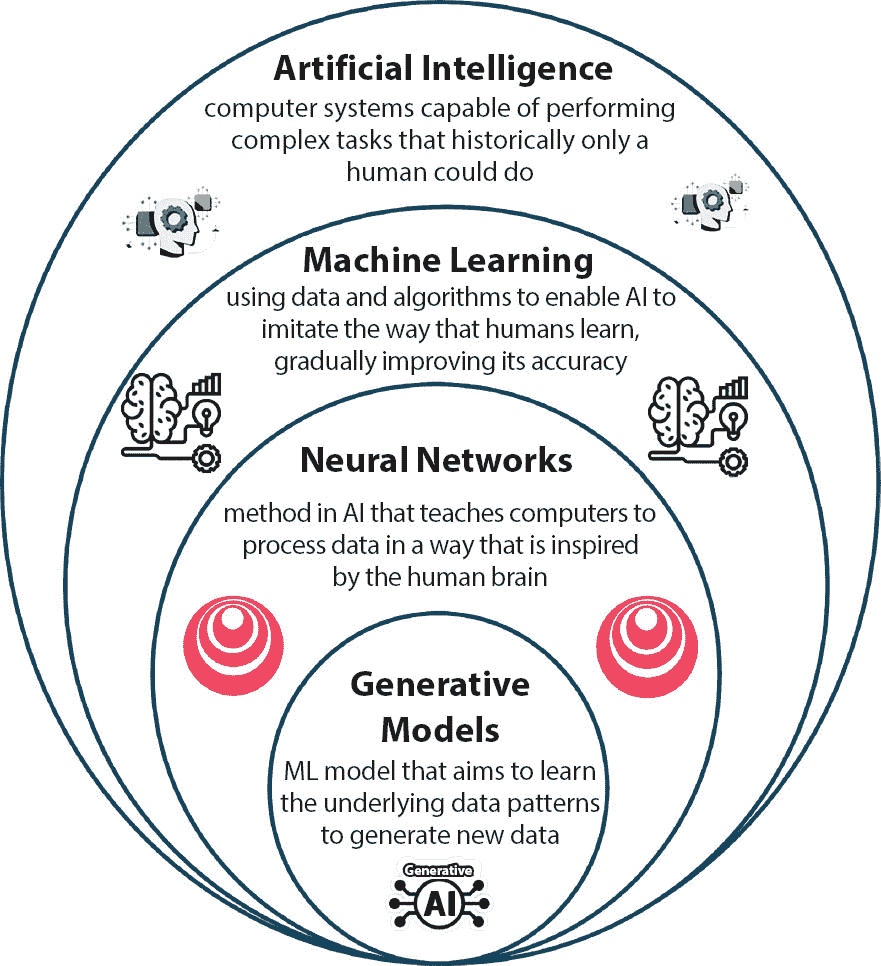 Artificial Intelligence
computer systems capable of performing
complex tasks that historically only a
human could do
Machine Learning
using data and algorithms to enable AI to
imitate the way that humans learn,
gradually improving its accuracy
Neural Networks
method in AI that teaches computers to
process data in a way that is inspired
by the human brain
Generative
Models
ML model that aims to learn
the underlying data patterns
to generate new data
Generative
AI